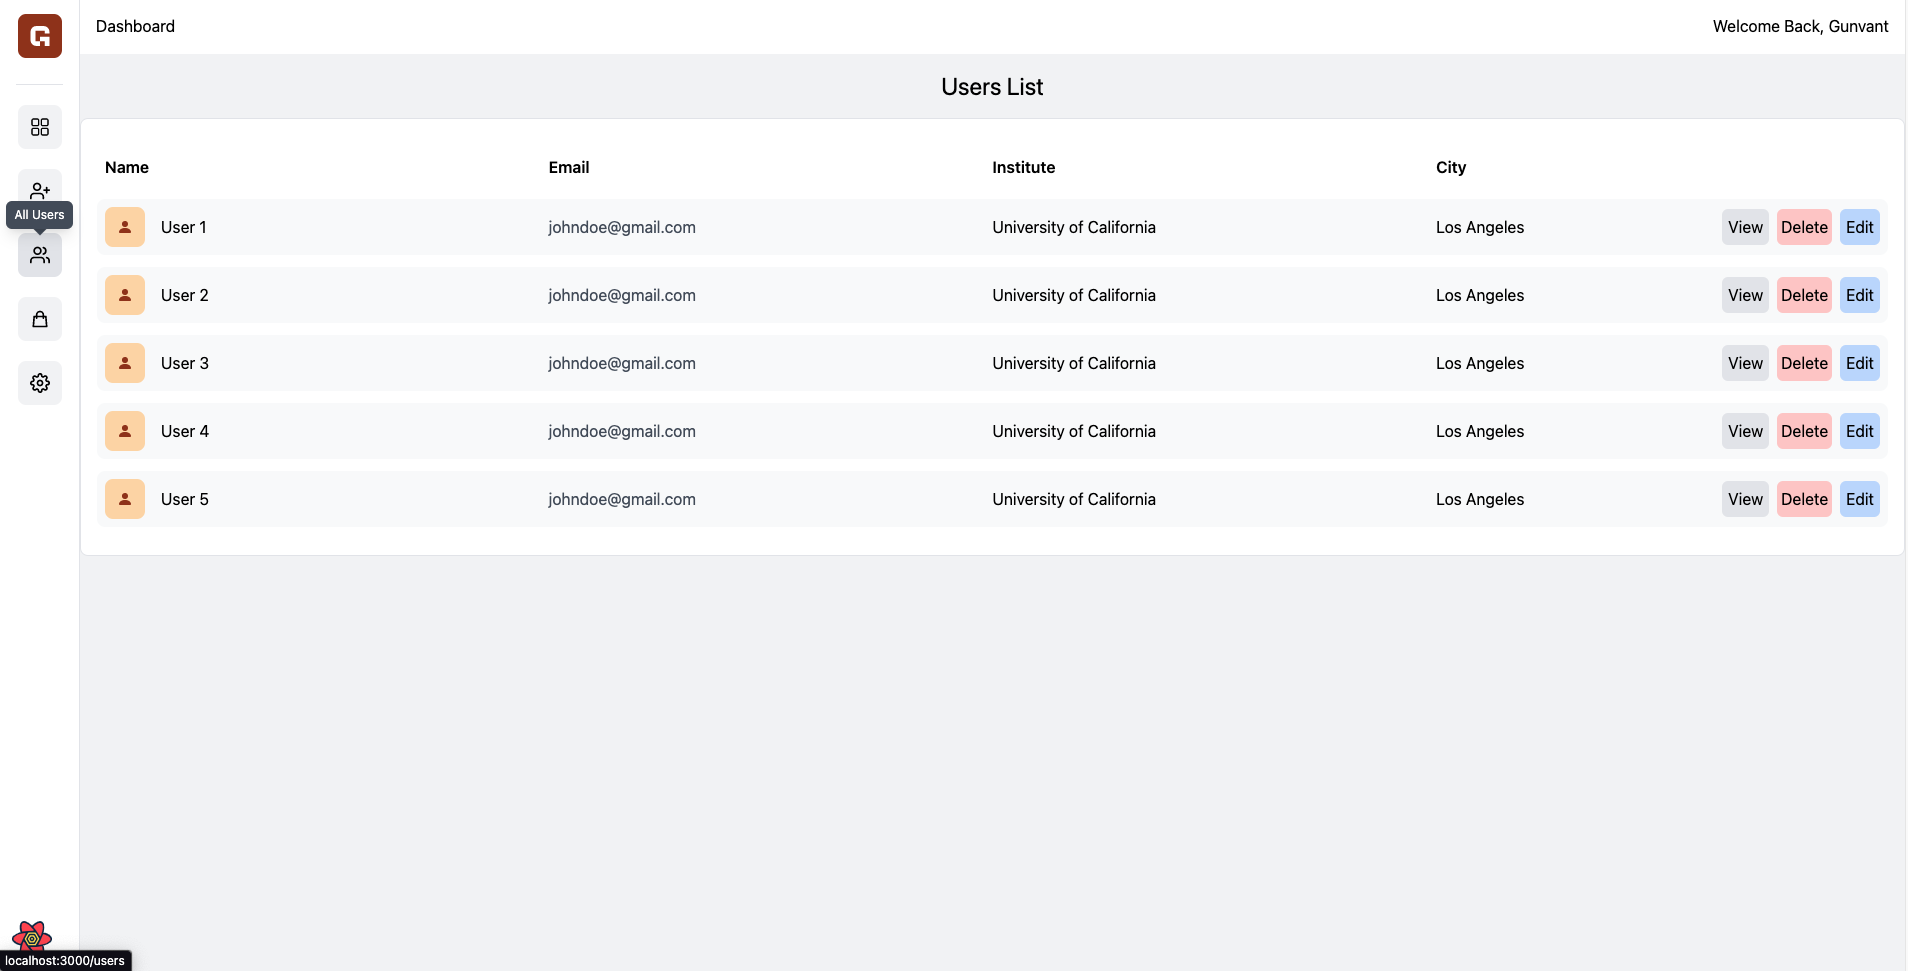 G
Dashboard
Welcome Back, Gunvant
Users List
Name Email Institute City
All Users
User 1 johndoe@gmail.com University of California Los Angeles View Delete Edit
User 2 johndoe@gmail.com University of California Los Angeles View Delete Edit
User 3 johndoe@gmail.com University of California Los Angeles View Delete Edit
User 4 johndoe@gmail.com University of California Los Angeles View Delete Edit
User 5 johndoe@gmail.com University of California Los Angeles View Delete Edit
localhost:3000/users